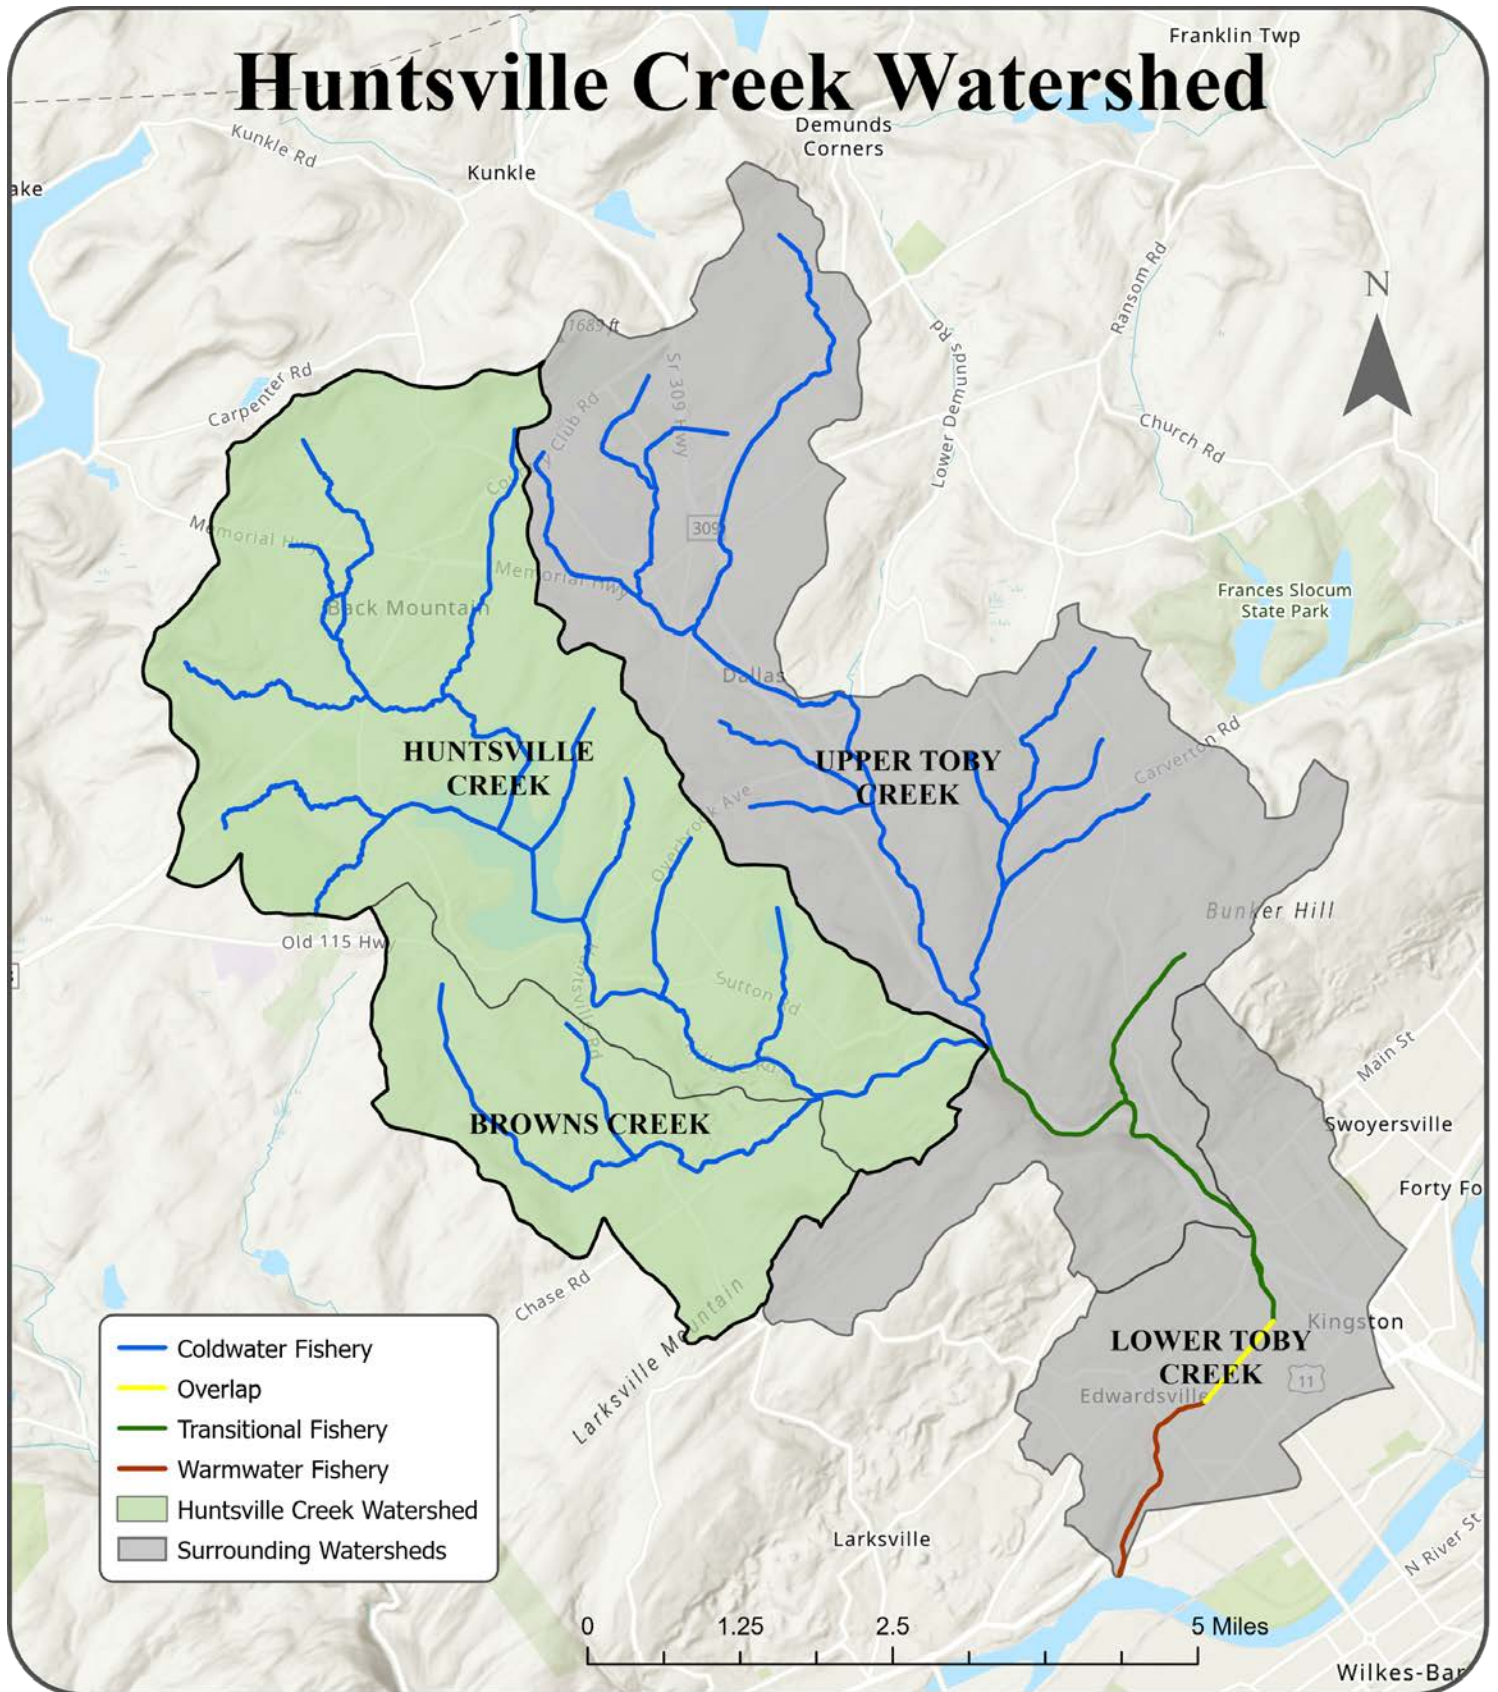 Franklin Twp
Huntsville Creek Watershed
Demunds
Corners
Kunkle Rd
Kunkle
ake
N
Ransom Rd
1689 ft
Sr 309 Hwy
Lower Demunds Rd
Carpenter Rd
Club Rd
Church Rd
Memorial Hwy
309
Memorial Hwy
Frances Slocum
State Park
Back Mountain
Dallas
Carverton Rd
HUNTSVILLE
CREEK
UPPER TOBY
CREEK
Overbrook Ave
Bunker Hill
Old 115 Hwy
Huntsville Rd
Sutton Rd
Main St
BROWNS CREEK
Swoyersville
Forty Fo
Chase Rd
Larksville Mountain
Kingston
LOWER TOBY
CREEK
11
Edwardsville
Coldwater Fishery
Overlap
Transitional Fishery
Warmwater Fishery
Huntsville Creek Watershed
Surrounding Watersheds
Larksville
N River St
0 1.25 2.5 5 Miles
Wilkes-Bar